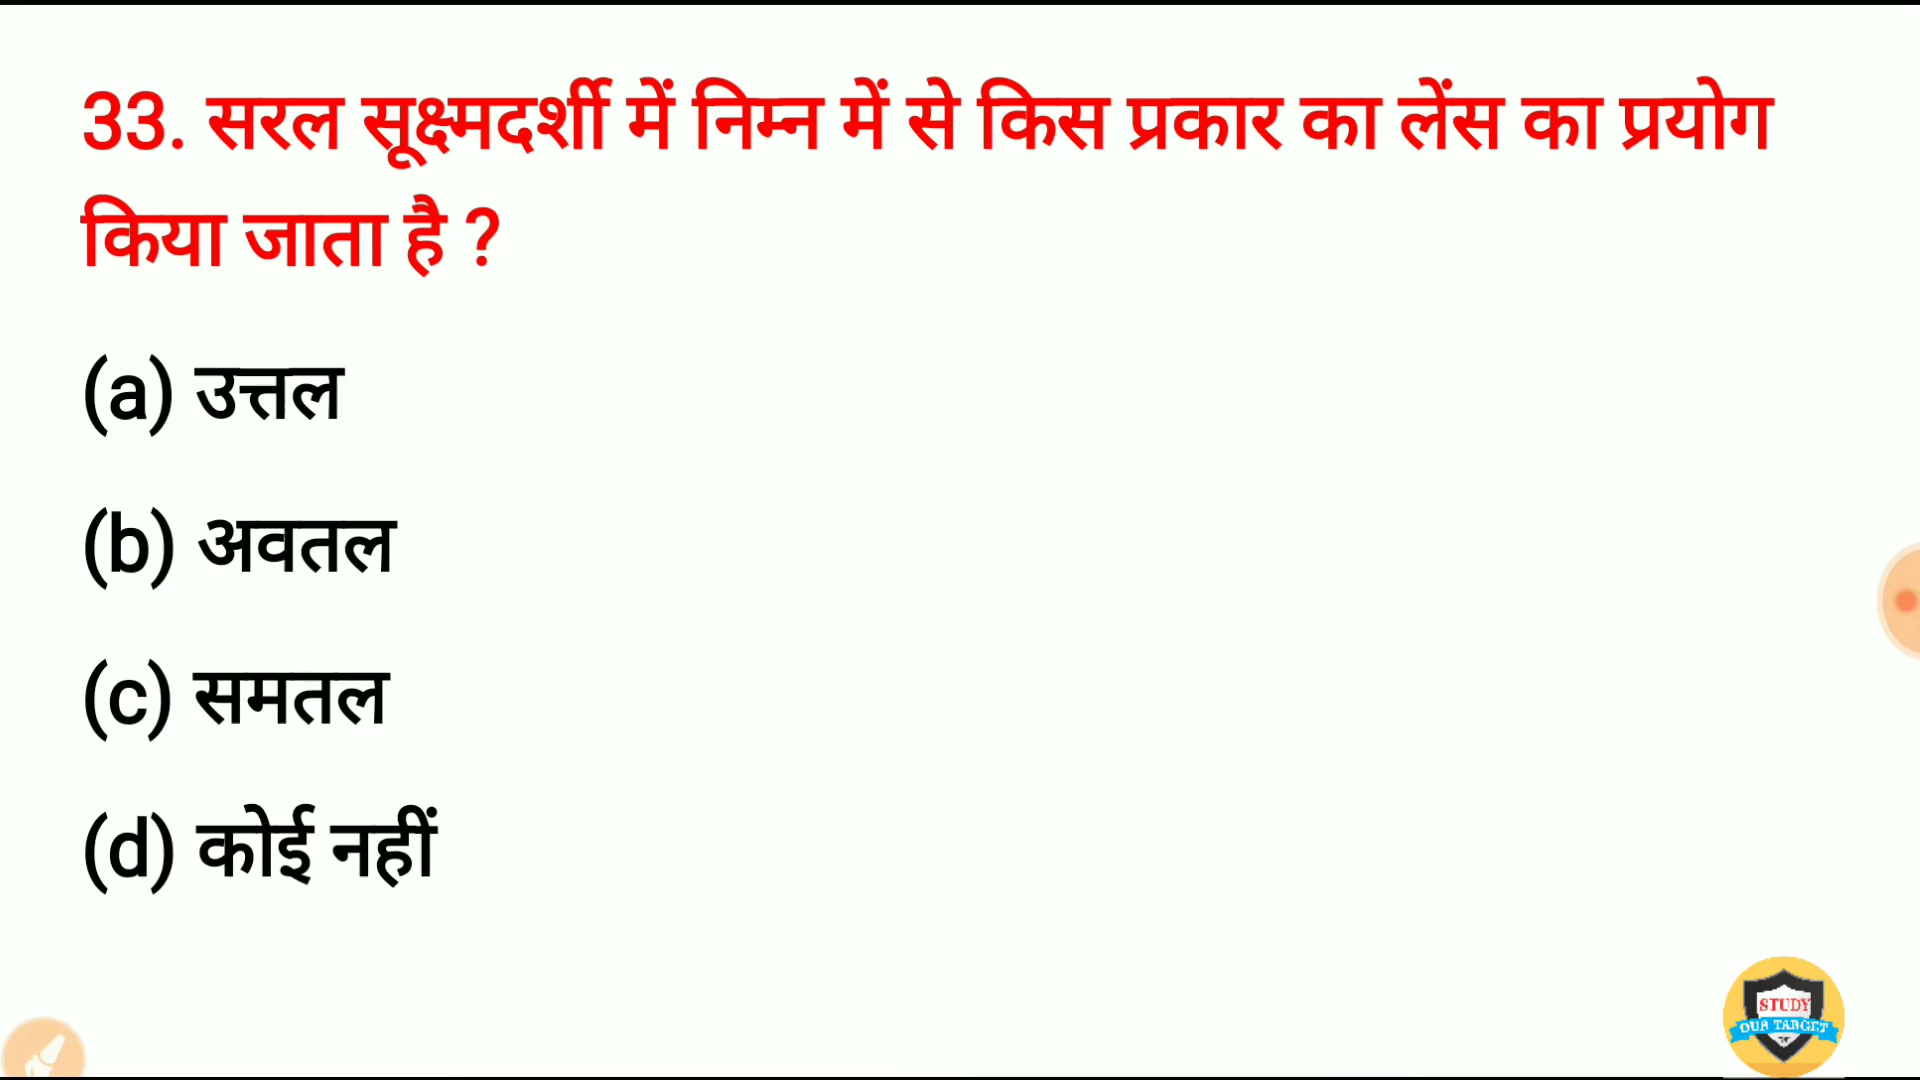 33. सरल सूक्ष्मदर्शी में निम्न में से किस प्रकार का लेंस का प्रयोग
किया जाता है ?
(a) उत्तल
(b) अवतल
(c) समतल
(d) कोई नहीं
STUDY
OUR TARGET